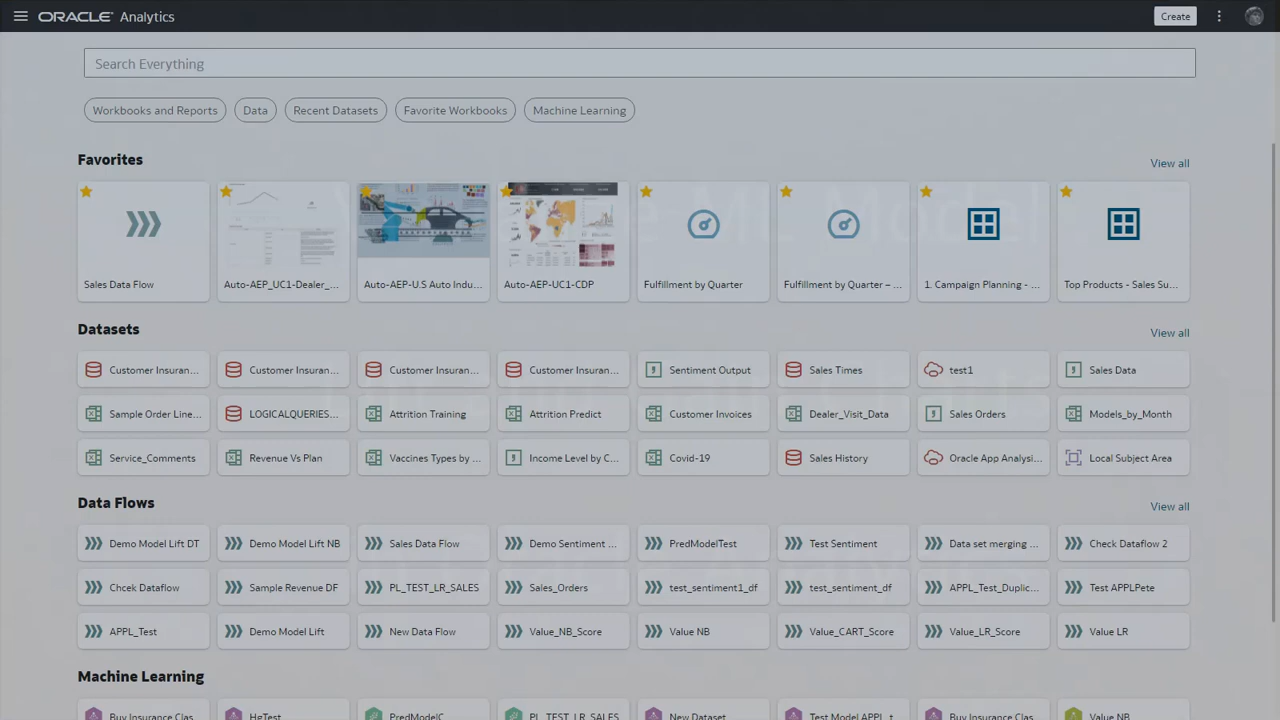 ORACLE Analytics
Create
Search Everything
Workbooks and Reports
Data
Recent Datasets
Favorite Workbooks
Machine Learning
Favorites
View all
Sales Data Flow
Auto-AEP_UC1-Dealer_...
Auto-AEP-U.S Auto Indu...
Auto-AEP-UC1-CDP
Fulfillment by Quarter
Fulfillment by Quarter – ...
1. Campaign Planning - ...
Top Products - Sales Su...
Datasets
View all
Customer Insuran...
Customer Insuran...
Customer Insuran...
Customer Insuran...
Sentiment Output
Sales Times
test1
Sales Data
Sample Order Line...
LOGICALQUERIES...
Attrition Training
Attrition Predict
Customer Invoices
Dealer_Visit_Data
Sales Orders
Models_by_Month
Service_Comments
Revenue Vs Plan
Vaccines Types by ...
Income Level by C...
Covid-19
Sales History
Oracle App Analysi...
Local Subject Area
Data Flows
View all
Demo Model Lift DT
Demo Model Lift NB
Sales Data Flow
Demo Sentiment ...
PredModelTest
Test Sentiment
Data set merging ...
Check Dataflow 2
Chcek Dataflow
Sample Revenue DF
PL_TEST_LR_SALES
Sales_Orders
test_sentiment1_df
test_sentiment_df
APPL_Test_Duplic...
Test APPLPete
APPL_Test
Demo Model Lift
New Data Flow
Value_NB_Score
Value NB
Value_CART_Score
Value_LR_Score
Value LR
Machine Learning
Buy Insurance Clas
HgTest
PredModelC
PL_TEST_LR_SALES
New Dataset
Test Model APPL_t
Buy Insurance Clas
Value NB